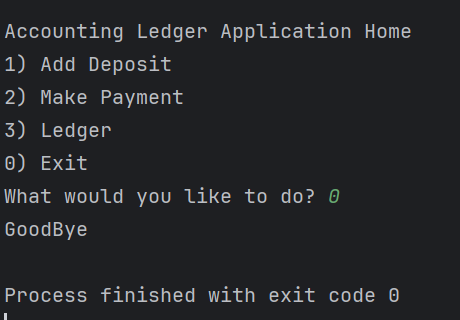 Accounting Ledger Application Home
1) Add Deposit
2) Make Payment
3) Ledger
0) Exit
What would you like to do? 0
GoodBye
Process finished with exit code 0